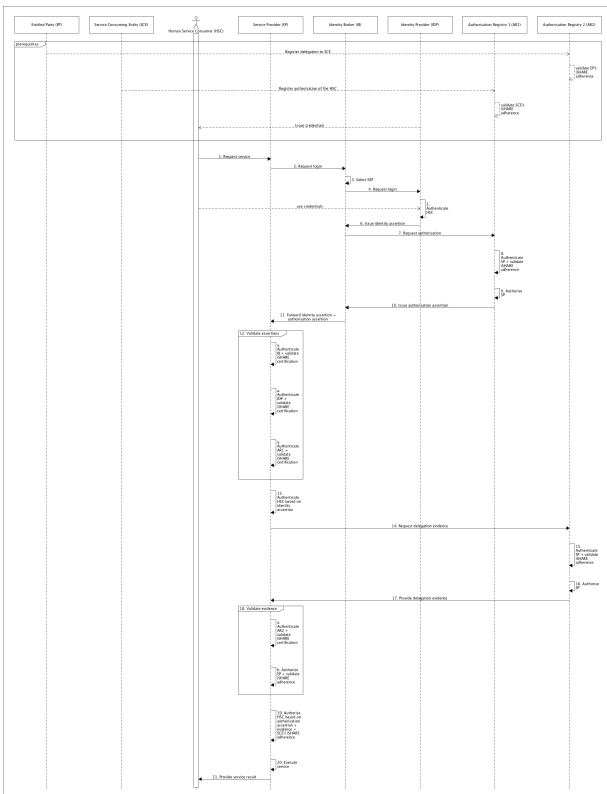 Entitled Party (EP)
Service Consuming Entity (SCE)
Human Service Consumer (HSC)
Service Provider (SP)
Identity Broker (IB)
Identity Provider (IDP)
Authorisation Registry 1 (AR1)
Authorisation Registry 2 (AR2)
prerequisites
Register delegation to SCE
validate EP's
iSHARE
adherence
Register authorisation of the HSC
validate SCE's
iSHARE
adherence
Issue credentials
1. Request service
2. Request login
3. Select IDP
4. Request login
use credentials
5.
Authenticate
HSC
6. Issue identity assertion
7. Request authorisation
8.
Authenticate
SP + validate
iSHARE
adherence
9. Authorise
SP
10. Issue authorisation assertion
11. Forward identity assertion +
authorisation assertion
12. Validate assertions
Authenticate
IB + validate
iSHARE
certification
Authenticate
IDP +
validate
iSHARE
certification
Authenticate
AR1 +
validate
iSHARE
certification
13.
Authenticate
HSC based on
identity
assertion
14. Request delegation evidence
15.
Authenticate
SP + validate
iSHARE
adherence
16. Authorise
SP
17. Provide delegation evidence
18. Validate evidence
Authenticate
AR2 +
validate
iSHARE
certification
b. Authorise
EP + validate
iSHARE
adherence
19. Authorise
HSC based on
authorisation
assertion +
evidence +
SCE's iSHARE
adherence
20. Execute
service
21. Provide service result